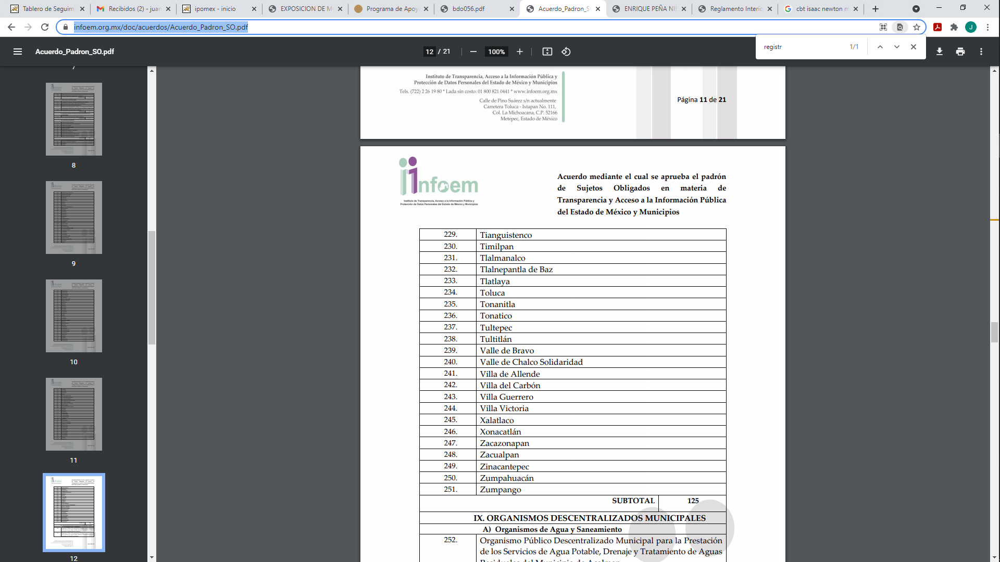 Tablero de Seguim
Recibidos (2) - juan
ipomex - inicio
EXPOSICION DE M
Programa de Apoy
bdo056.pdf
Acuerdo_Padron_S
ENRIQUE PEÑA NIE
Reglamento Interio
cbt isaac newton m
infoem.org.mx/doc/acuerdos/Acuerdo_Padron_SO.pdf
J
registr
1/1
Acuerdo_Padron_SO.pdf
12 / 21
100%
7
8
9
10
11
12
Instituto de Transparencia, Acceso a la Información Pública y
Protección de Datos Personales del Estado de México y Municipios
Tels. (722) 2 26 19 80 * Lada sin costo: 01 800 821 0441 * www.infoem.org.mx
Calle de Pino Suárez s/n actualmente
Carretera Toluca - Ixtapan No. 111,
Col. La Michoacana, C.P. 52166
Metepec, Estado de México
Página 11 de 21
infoem
Instituto de Transparencia, Acceso a la Información Pública y
Protección de Datos Personales del Estado de México y Municipios
Acuerdo mediante el cual se aprueba el padrón
de Sujetos Obligados en materia de
Transparencia y Acceso a la Información Pública
del Estado de México y Municipios
229. Tianguistenco
230. Timilpan
231. Tlalmanalco
232. Tlalnepantla de Baz
233. Tlatlaya
234. Toluca
235. Tonanitla
236. Tonatico
237. Tultepec
238. Tultitlán
239. Valle de Bravo
240. Valle de Chalco Solidaridad
241. Villa de Allende
242. Villa del Carbón
243. Villa Guerrero
244. Villa Victoria
245. Xalatlaco
246. Xonacatlán
247. Zacazonapan
248. Zacualpan
249. Zinacantepec
250. Zumpahuacán
251. Zumpango
SUBTOTAL 125
IX. ORGANISMOS DESCENTRALIZADOS MUNICIPALES
A) Organismos de Agua y Saneamiento
252. Organismo Público Descentralizado Municipal para la Prestación
de los Servicios de Agua Potable, Drenaje y Tratamiento de Aguas
Residuales del Municipio de Acolman